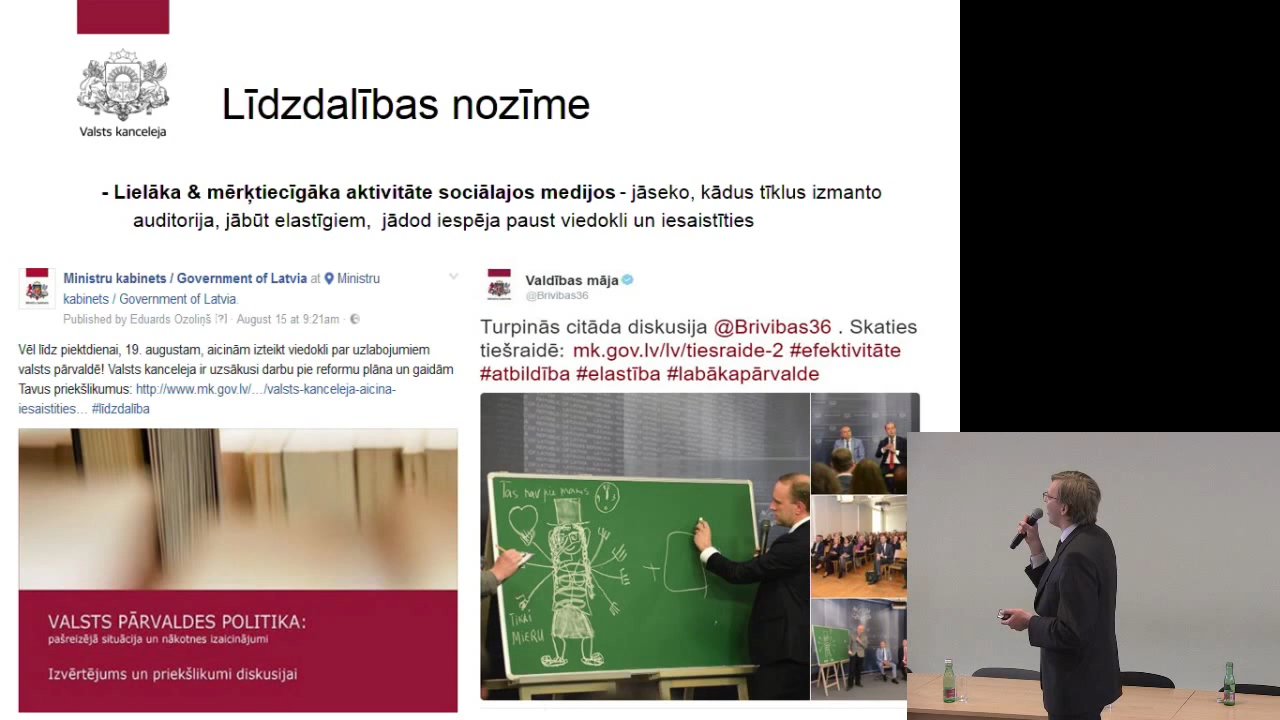 Valsts kanceleja
Līdzdalības nozīme
- Lielāka & mērķtiecīgāka aktivitāte sociālajos medijos - jāseko, kādus tīklus izmanto
auditorija, jābūt elastīgiem, jādod iespēja paust viedokli un iesaistīties
Ministru kabinets / Government of Latvia at Ministru
kabinets / Government of Latvia.
Published by Eduards Ozoliņš [?] · August 15 at 9:21am ·
Vēl līdz piektdienai, 19. augustam, aicinām izteikt viedokli par uzlabojumiem
valsts pārvaldē! Valsts kanceleja ir uzsākusi darbu pie reformu plāna un gaidām
Tavus priekšlikumus: http://www.mk.gov.lv/…/valsts-kanceleja-aicina-
iesaistities… #līdzdalība
VALSTS PĀRVALDES POLITIKA:
pašreizējā situācija un nākotnes izaicinājumi
Izvērtējums un priekšlikumi diskusijai
Valdības māja
@Brivibas36
Turpinās citāda diskusija @Brivibas36 . Skaties
tiešraidē: mk.gov.lv/lv/tiesraide-2 #efektivitāte
#atbildība #elastība #labākapārvalde
Tas nav pie mums
TIKAI
MIERU